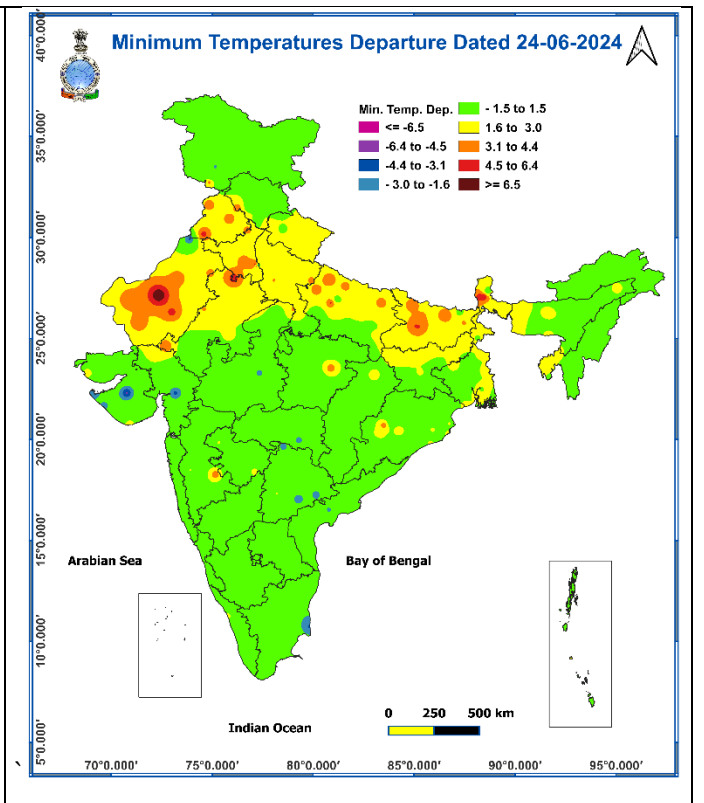 Minimum Temperatures Departure Dated 24-06-2024
Min. Temp. Dep.
<= -6.5
-6.4 to -4.5
-4.4 to -3.1
- 3.0 to -1.6
- 1.5 to 1.5
1.6 to 3.0
3.1 to 4.4
4.5 to 6.4
>= 6.5
40°0.000'
35°0.000'
30°0.000'
25°0.000'
20°0.000'
15°0.000'
10°0.000'
5°0.000'
Arabian Sea
Bay of Bengal
Indian Ocean
0 250 500 km
70°0.000' 75°0.000' 80°0.000' 85°0.000' 90°0.000' 95°0.000'